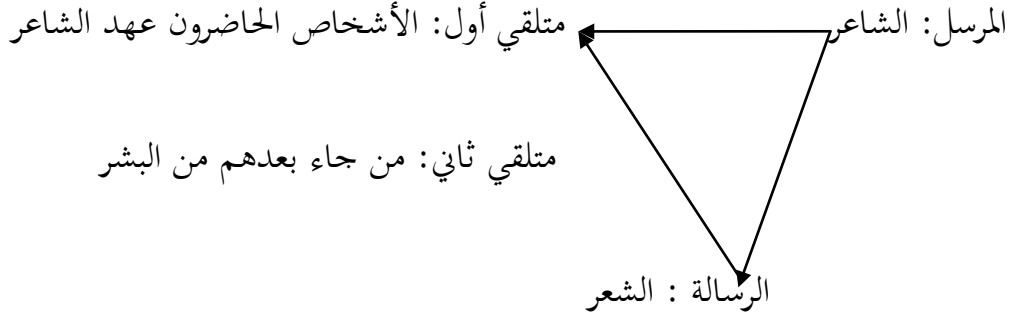 المرسل: الشاعر متلقي أول: الأشخاص الحاضرون عهد الشاعر
متلقي ثاني: من جاء بعدهم من البشر
الرسالة : الشعر